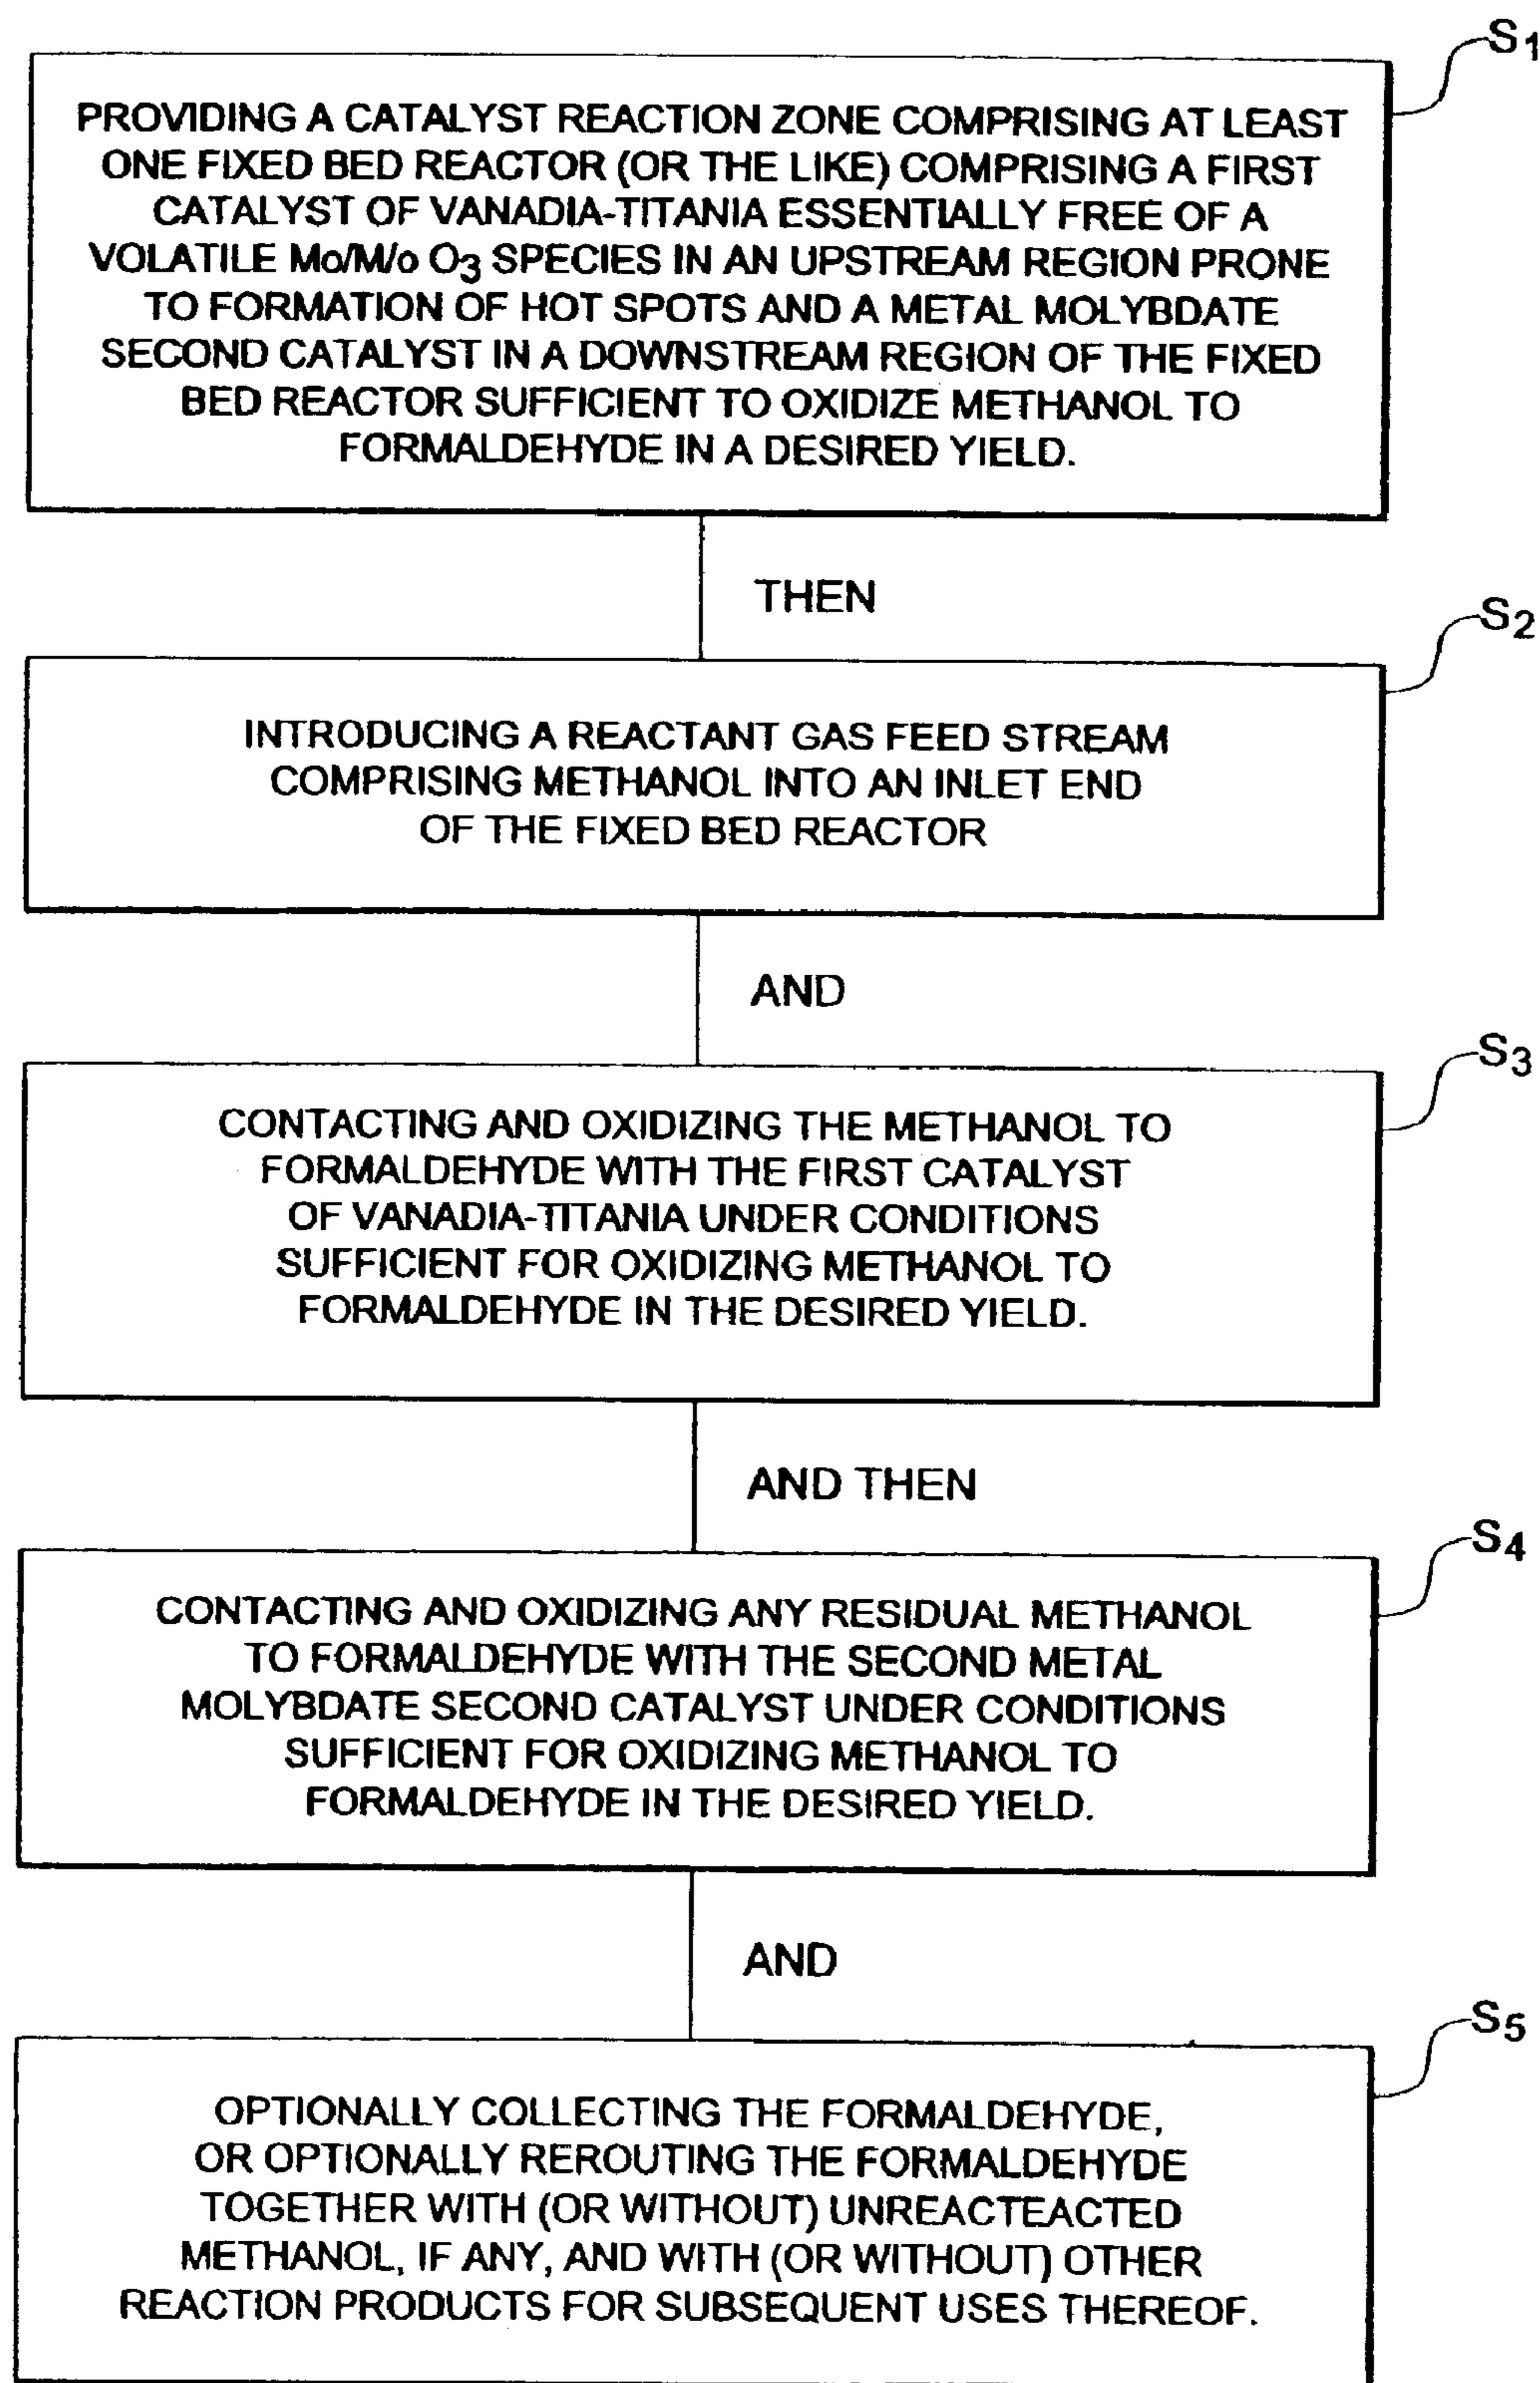 S1
PROVIDING A CATALYST REACTION ZONE COMPRISING AT LEAST
ONE FIXED BED REACTOR (OR THE LIKE) COMPRISING A FIRST
CATALYST OF VANADIA-TITANIA ESSENTIALLY FREE OF A
VOLATILE Mo/M/o O3 SPECIES IN AN UPSTREAM REGION PRONE
TO FORMATION OF HOT SPOTS AND A METAL MOLYBDATE
SECOND CATALYST IN A DOWNSTREAM REGION OF THE FIXED
BED REACTOR SUFFICIENT TO OXIDIZE METHANOL TO
FORMALDEHYDE IN A DESIRED YIELD.
THEN
S2
INTRODUCING A REACTANT GAS FEED STREAM
COMPRISING METHANOL INTO AN INLET END
OF THE FIXED BED REACTOR
AND
S3
CONTACTING AND OXIDIZING THE METHANOL TO
FORMALDEHYDE WITH THE FIRST CATALYST
OF VANADIA-TITANIA UNDER CONDITIONS
SUFFICIENT FOR OXIDIZING METHANOL TO
FORMALDEHYDE IN THE DESIRED YIELD.
AND THEN
S4
CONTACTING AND OXIDIZING ANY RESIDUAL METHANOL
TO FORMALDEHYDE WITH THE SECOND METAL
MOLYBDATE SECOND CATALYST UNDER CONDITIONS
SUFFICIENT FOR OXIDIZING METHANOL TO
FORMALDEHYDE IN THE DESIRED YIELD.
AND
S5
OPTIONALLY COLLECTING THE FORMALDEHYDE,
OR OPTIONALLY REROUTING THE FORMALDEHYDE
TOGETHER WITH (OR WITHOUT) UNREACTEACTED
METHANOL, IF ANY, AND WITH (OR WITHOUT) OTHER
REACTION PRODUCTS FOR SUBSEQUENT USES THEREOF.